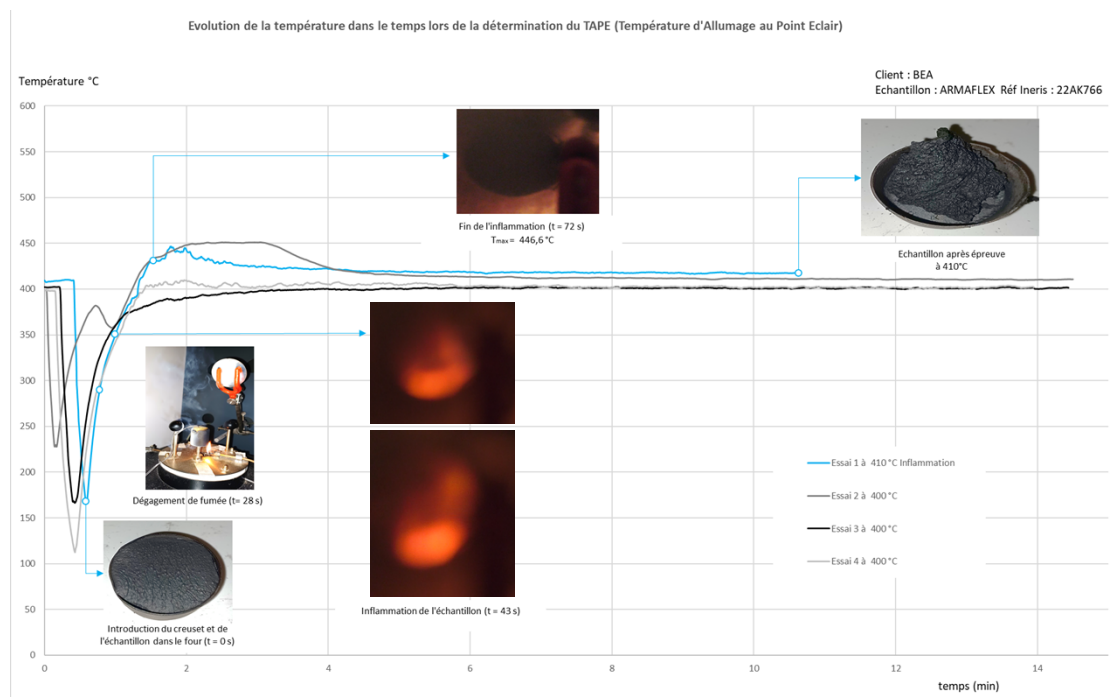 Evolution de la température dans le temps lors de la détermination du TAPE (Température d'Allumage au Point Eclair)
Température °C
Client : BEA
Echantillon : ARMAFLEX Réf Ineris : 22AK766
600
550
500
450
400
350
300
250
200
150
100
50
0
Fin de l'inflammation (t = 72 s)
Tmax = 446,6 °C
Echantillon après épreuve
à 410°C
Dégagement de fumée (t= 28 s)
Introduction du creuset et de
l'échantillon dans le four (t = 0 s)
Inflammation de l'échantillon (t = 43 s)
Essai 1 à 410 °C Inflammation
Essai 2 à 400 °C
Essai 3 à 400 °C
Essai 4 à 400 °C
0 2 4 6 8 10 12 14
temps (min)